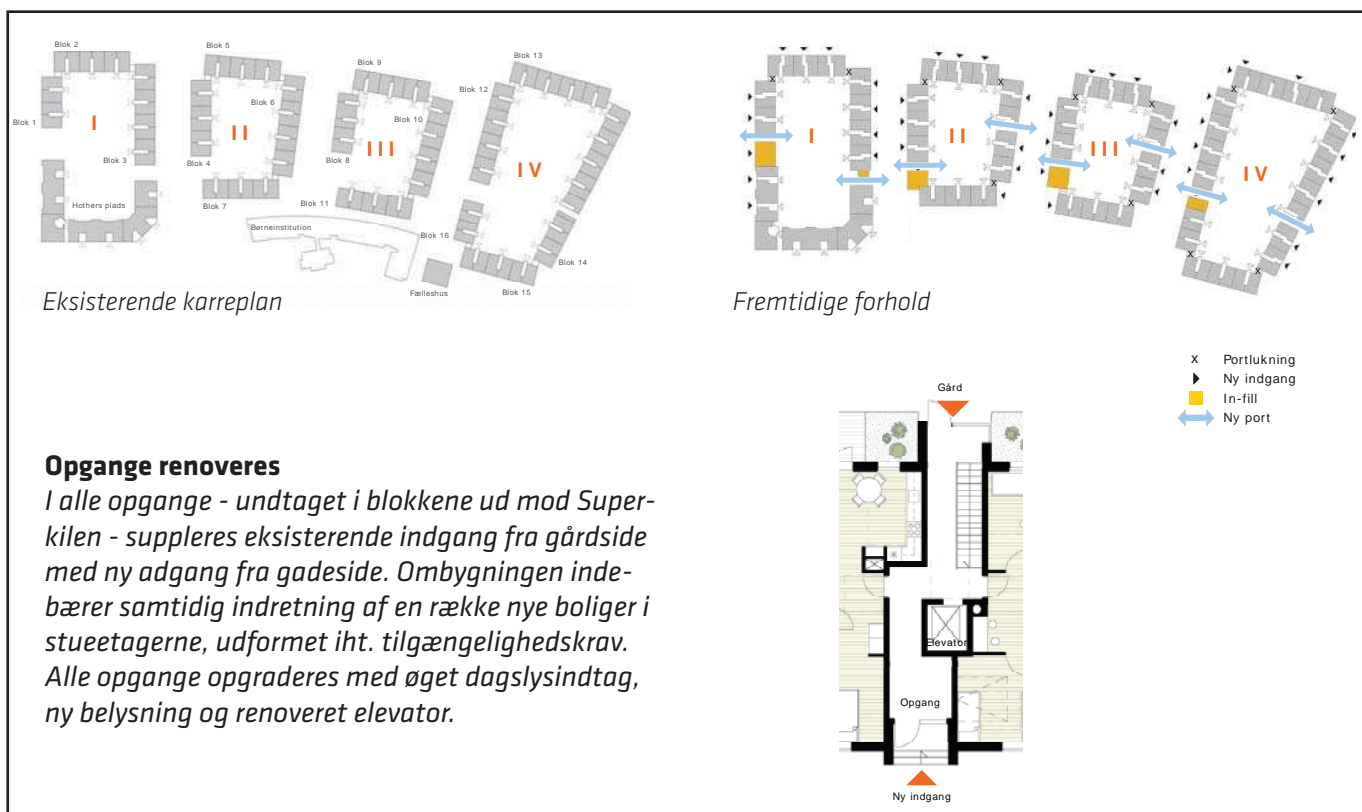 Blok 2
Blok 5
Blok 9
Blok 13
Blok 12
Blok 1
I
Blok 6
II
Blok 10
III
Blok 3
Blok 4
Blok 8
IV
Blok 7
Blok 11
Hothers plads
Børneinstitution
Blok 16
Blok 14
Fælleshus
Blok 15
Eksisterende karreplan
x
x
x
x
x
x
x
x
x
x
x
x
I
II
III
IV
Fremtidige forhold
x Portlukning
Ny indgang
In-fill
Ny port
Opgange renoveres
I alle opgange - undtaget i blokkene ud mod Super-
kilen - suppleres eksisterende indgang fra gårdside
med ny adgang fra gadeside. Ombygningen inde-
bærer samtidig indretning af en række nye boliger i
stueetagerne, udformet iht. tilgængelighedskrav.
Alle opgange opgraderes med øget dagslysindtag,
ny belysning og renoveret elevator.
Gård
Elevator
Opgang
Ny indgang